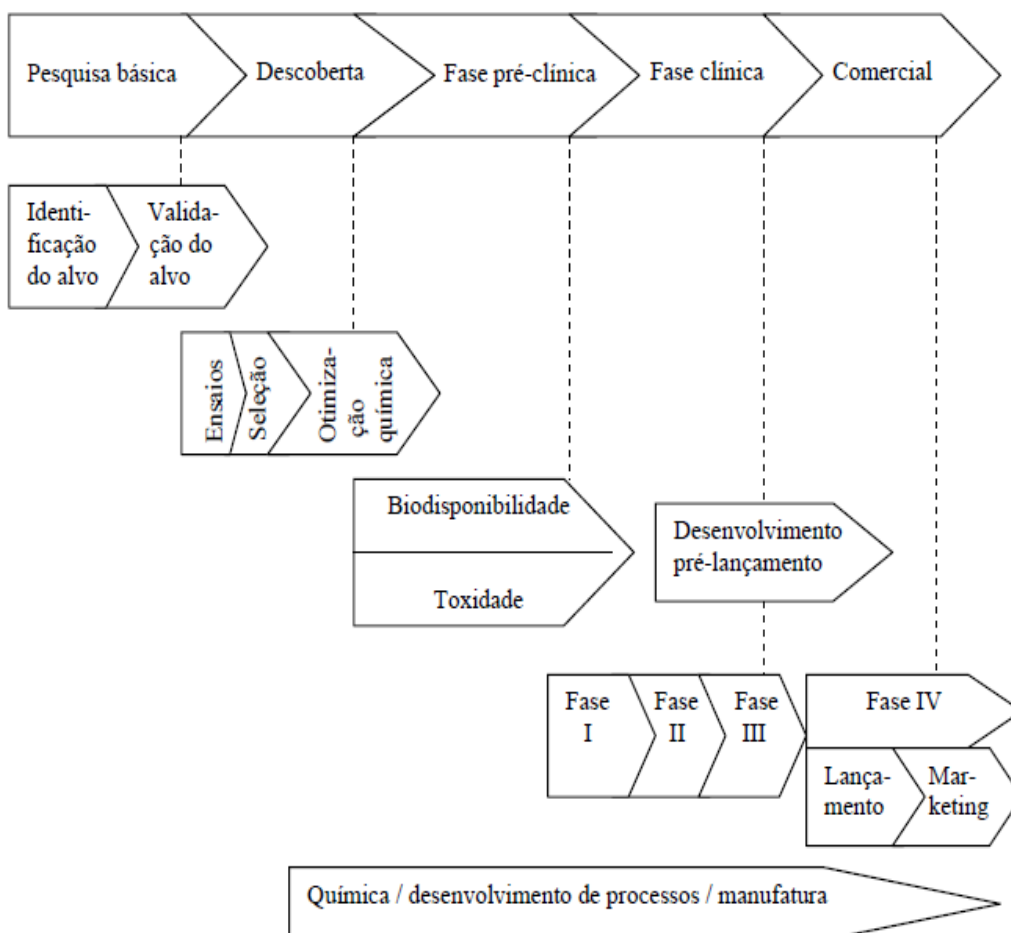 Pesquisa básica
Descoberta
Fase pré-clínica
Fase clínica
Comercial
Identi-
ficação
do alvo
Valida-
ção do
alvo
Ensaios
Seleção
Otimiza-
ção
química
Biodisponibilidade
Toxidade
Desenvolvimento
pré-lançamento
Fase
I
Fase
II
Fase
III
Fase IV
Lança-
mento
Mar-
keting
Química / desenvolvimento de processos / manufatura